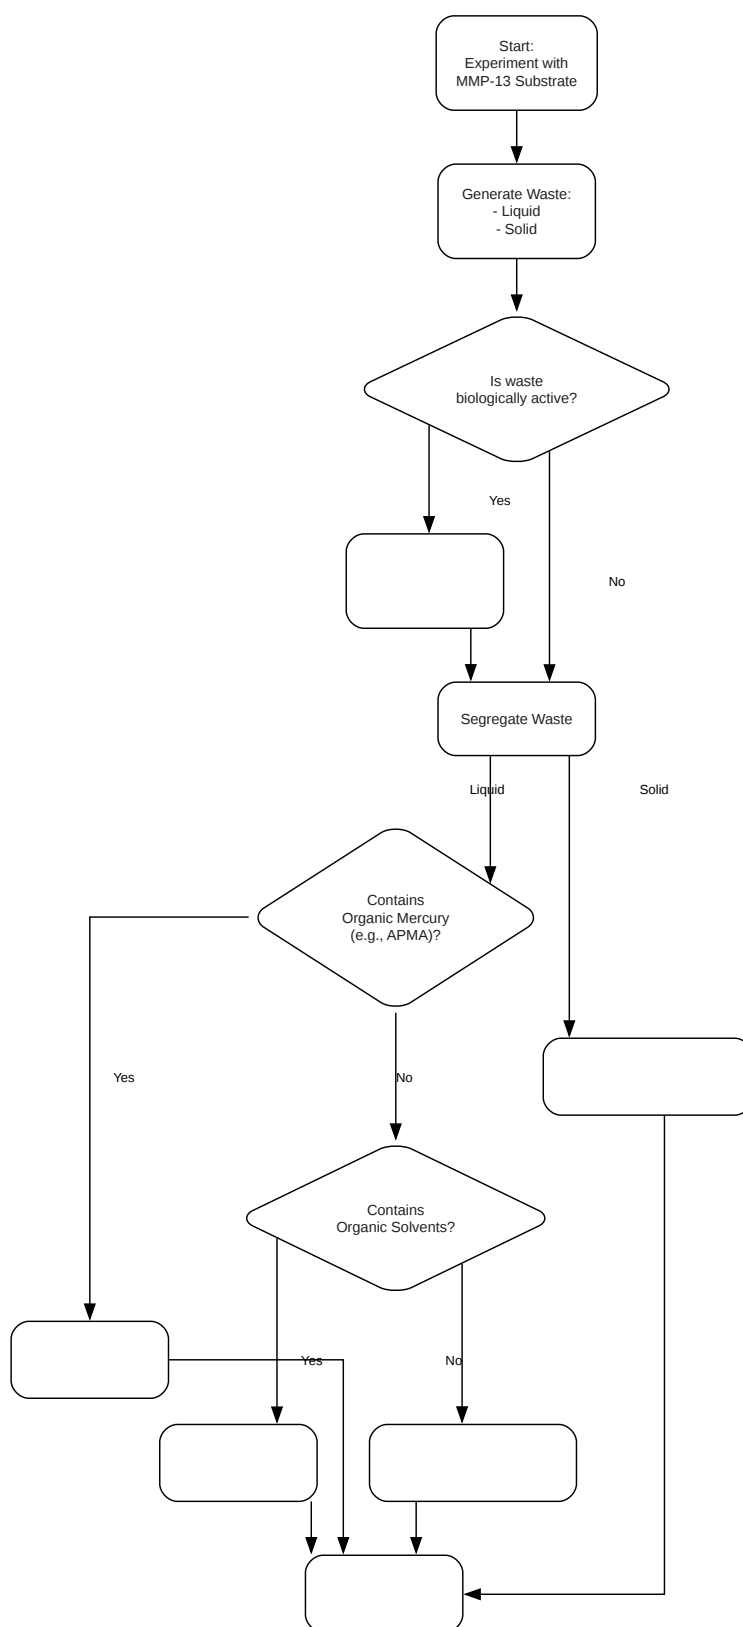 Start:
Experiment with
MMP-13 Substrate
Generate Waste:
- Liquid
- Solid
Is waste
biologically active?
Yes
No
Segregate Waste
Liquid
Solid
Contains
Organic Mercury
(e.g., APMA)?
Yes
No
Contains
Organic Solvents?
Yes
No